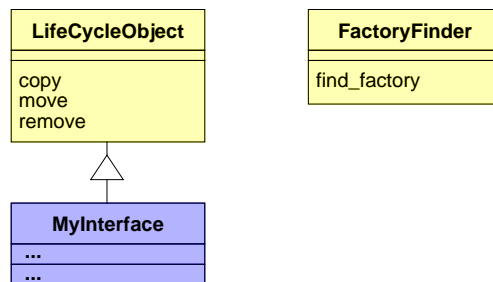 LifeCycleObject
copy
move
remove
FactoryFinder
find_factory
MyInterface
...
...